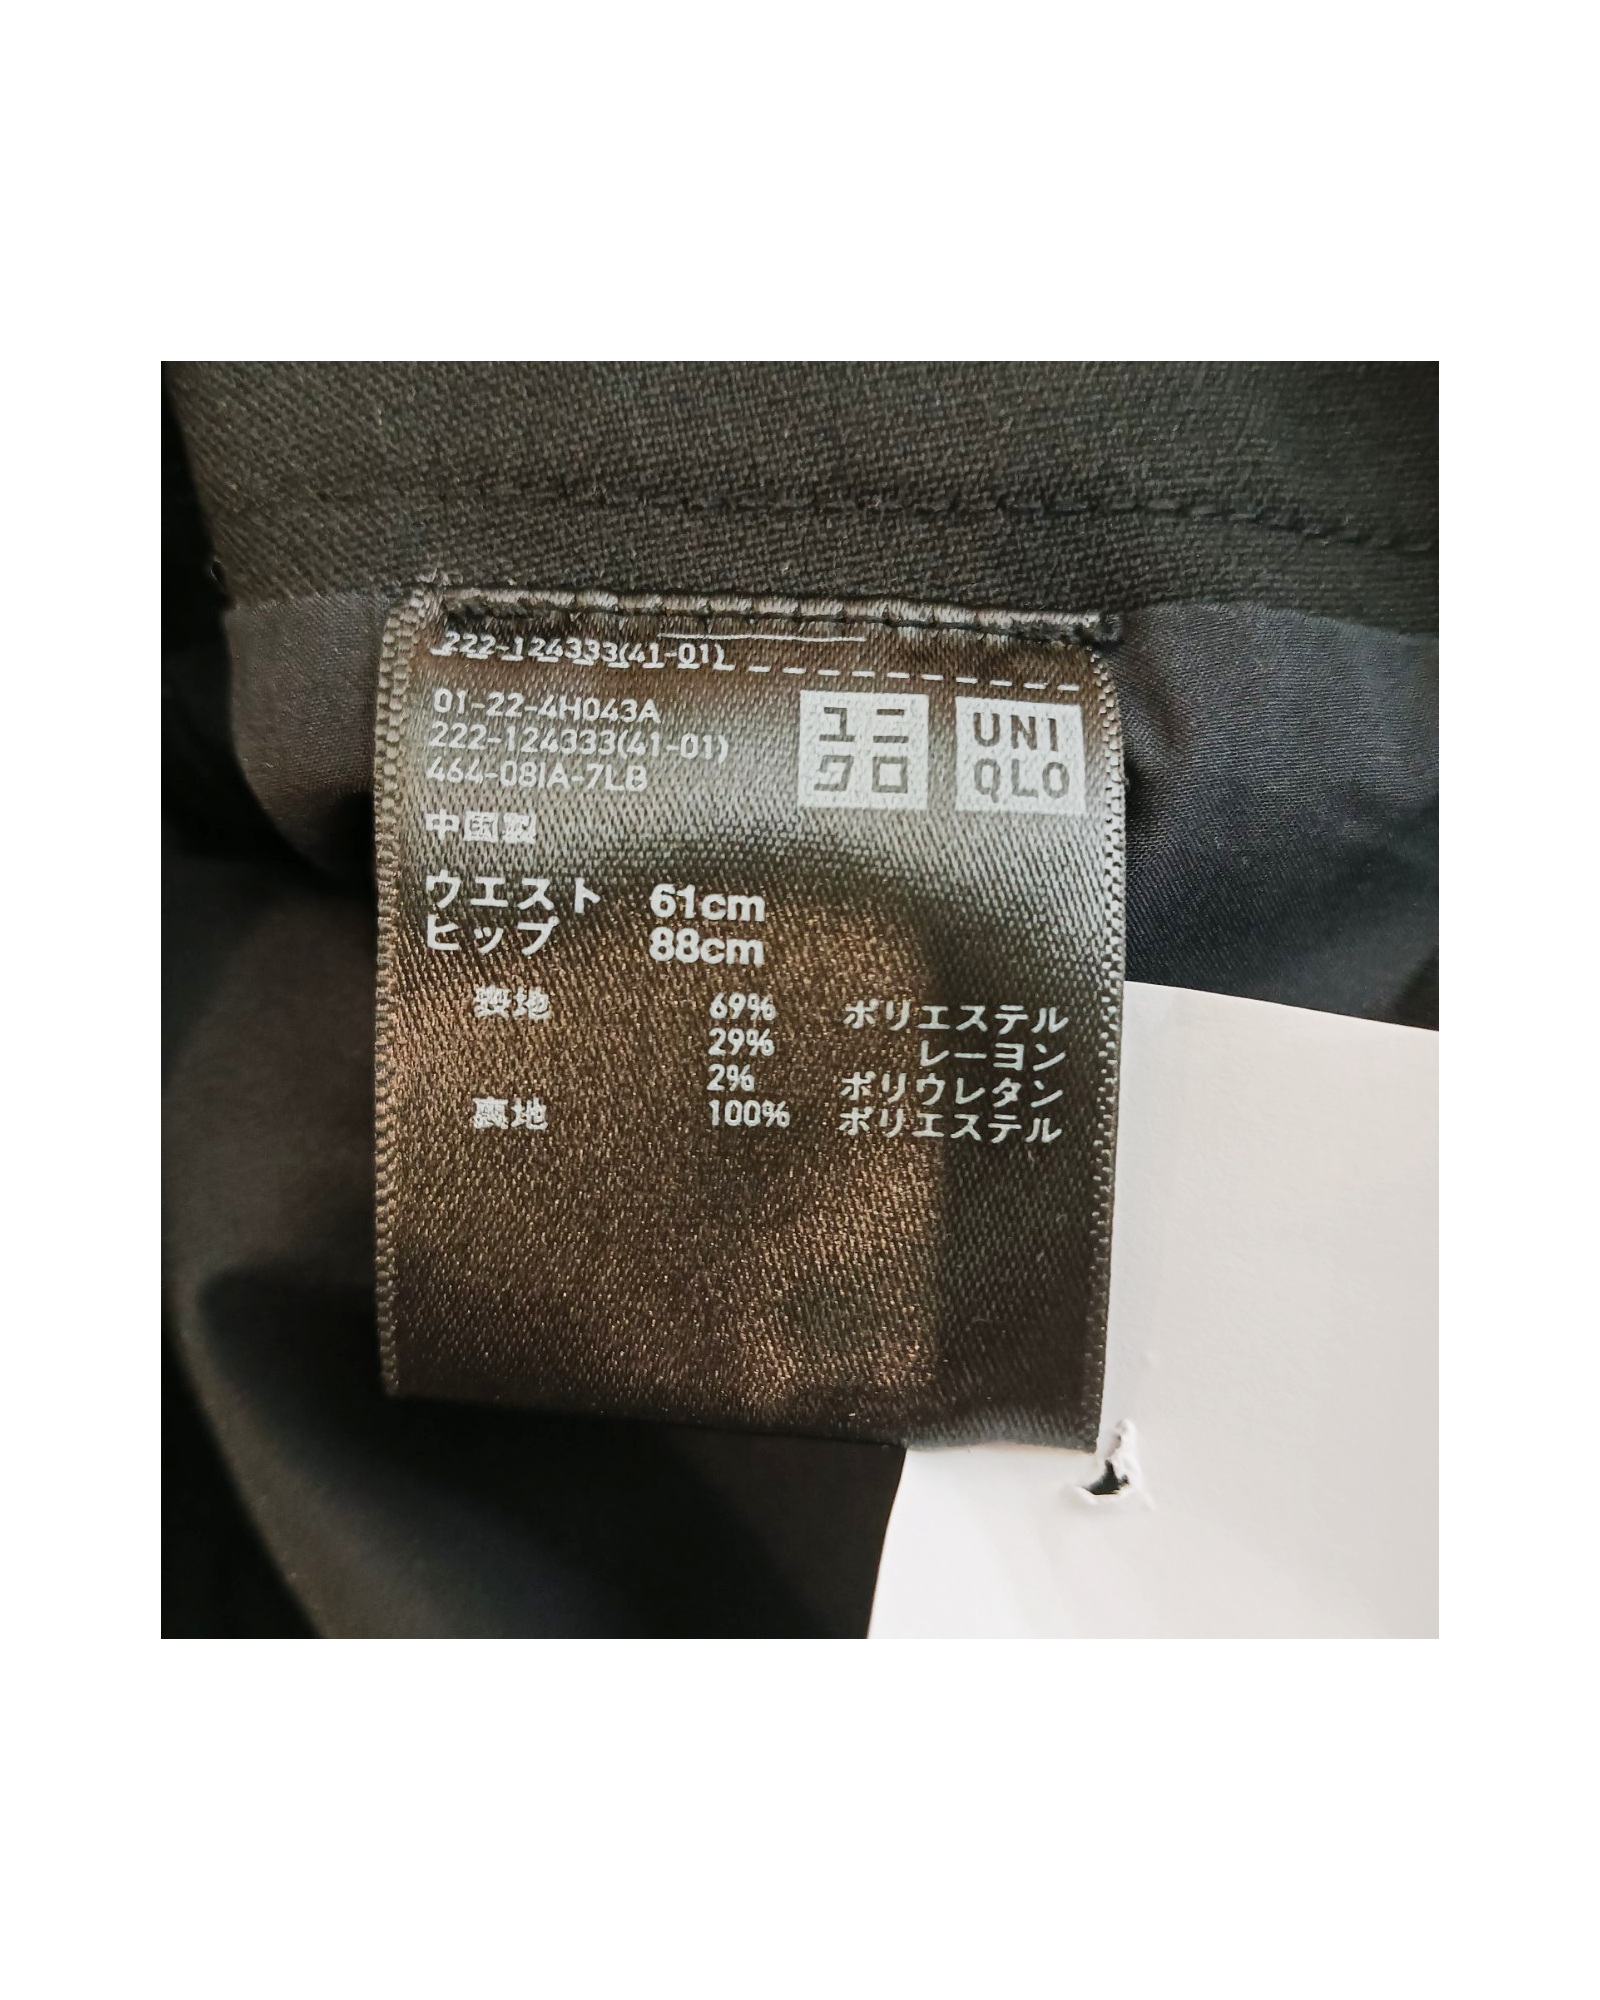 222-124333(41-01)
01-22-4H043A
222-124333(41-01)
464-08IA-7LB
ユニ
クロ
UNI
QLO
中国製
ウエスト 61cm
ヒップ 88cm
表地 69% ポリエステル
29% レーヨン
2% ポリウレタン
裏地 100% ポリエステル